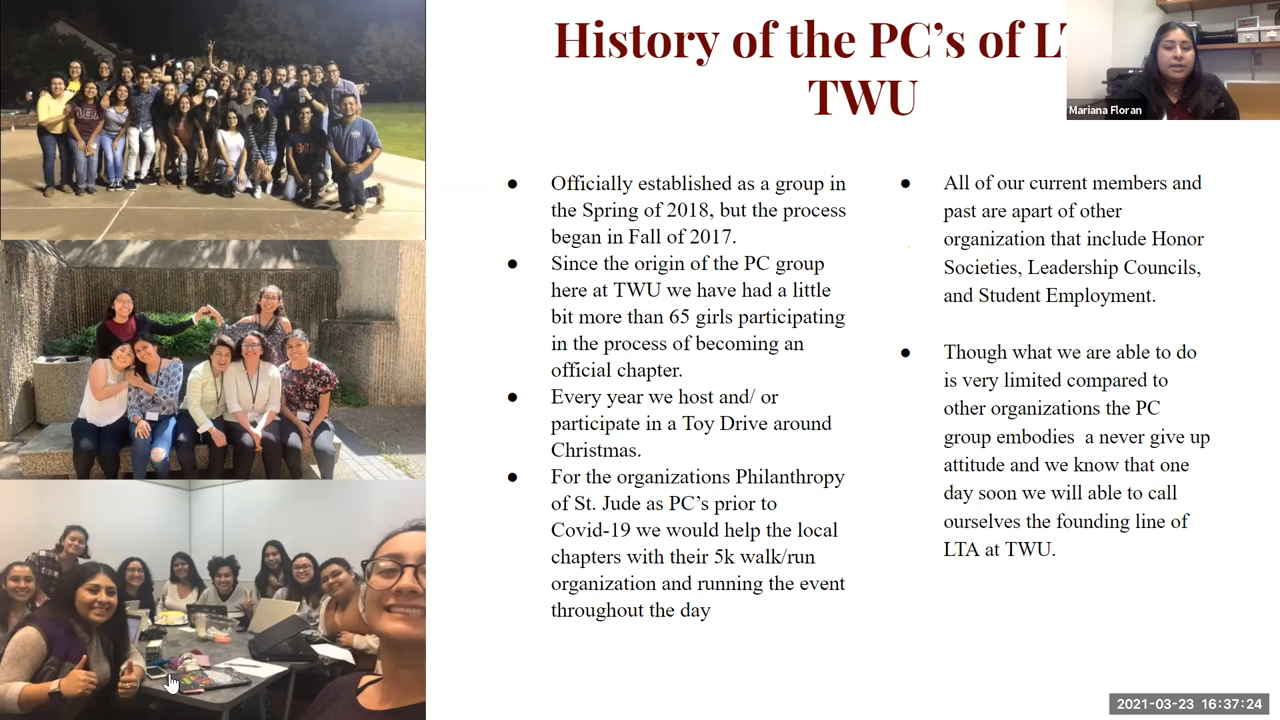 History of the PC's of LT
TWU
Mariana Floran
● Officially established as a group in
the Spring of 2018, but the process
began in Fall of 2017.
● Since the origin of the PC group
here at TWU we have had a little
bit more than 65 girls participating
in the process of becoming an
official chapter.
● Every year we host and/ or
participate in a Toy Drive around
Christmas.
● For the organizations Philanthropy
of St. Jude as PC's prior to
Covid-19 we would help the local
chapters with their 5k walk/run
organization and running the event
throughout the day
● All of our current members and
past are apart of other
organization that include Honor
Societies, Leadership Councils,
and Student Employment.
● Though what we are able to do
is very limited compared to
other organizations the PC
group embodies  a never give up
attitude and we know that one
day soon we will able to call
ourselves the founding line of
LTA at TWU.
2021-03-23 16:37:24